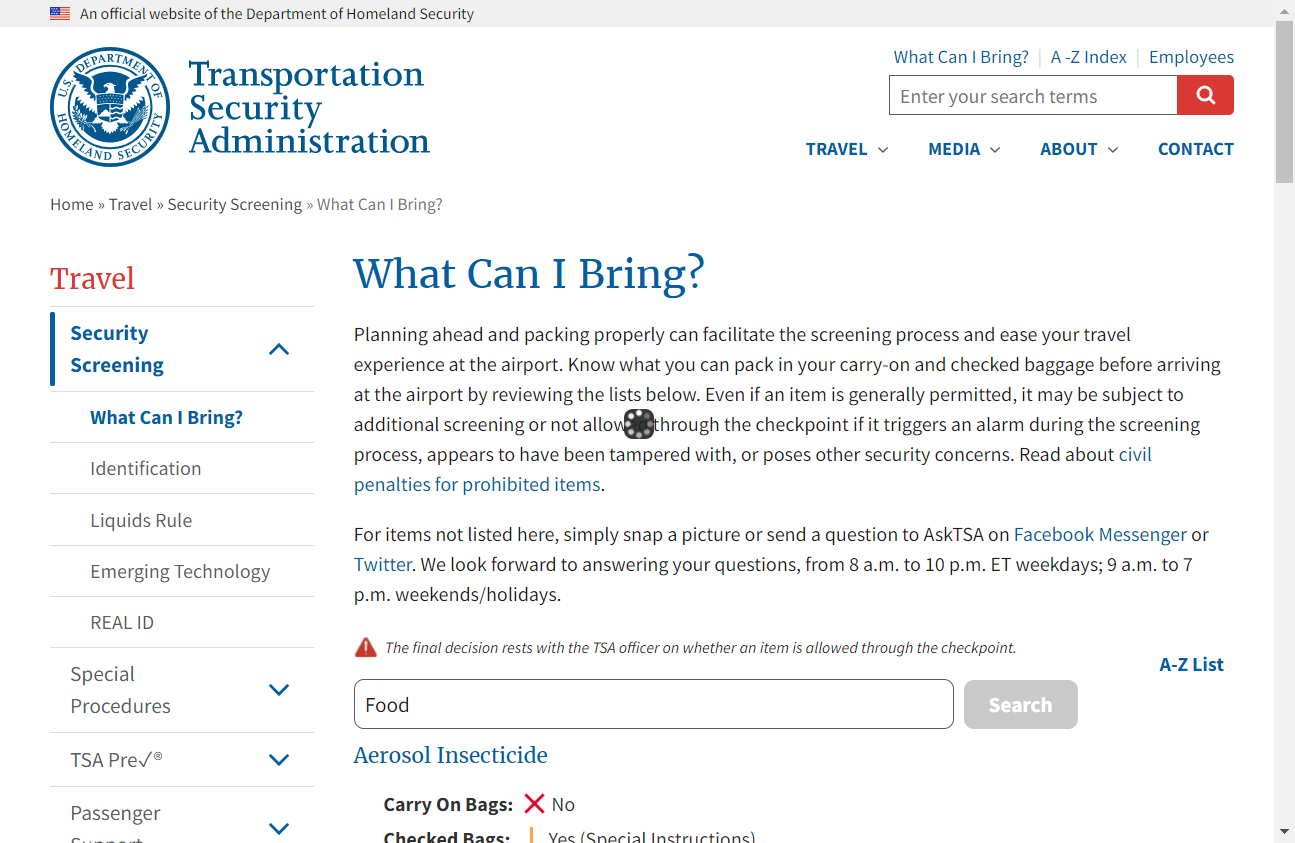 An official website of the Department of Homeland Security
U.S. DEPARTMENT OF HOMELAND SECURITY
Transportation
Security
Administration
What Can I Bring?
A -Z Index
Employees
Enter your search terms
TRAVEL
MEDIA
ABOUT
CONTACT
Home » Travel » Security Screening » What Can I Bring?
Travel
Security
Screening
What Can I Bring?
Identification
Liquids Rule
Emerging Technology
REAL ID
Special
Procedures
TSA Pre✓®
Passenger
Support
What Can I Bring?
Planning ahead and packing properly can facilitate the screening process and ease your travel
experience at the airport. Know what you can pack in your carry-on and checked baggage before arriving
at the airport by reviewing the lists below. Even if an item is generally permitted, it may be subject to
additional screening or not through the checkpoint if it triggers an alarm during the screening
process, appears to have been tampered with, or poses other security concerns. Read about civil
penalties for prohibited items.
For items not listed here, simply snap a picture or send a question to AskTSA on Facebook Messenger or
Twitter. We look forward to answering your questions, from 8 a.m. to 10 p.m. ET weekdays; 9 a.m. to 7
p.m. weekends/holidays.
The final decision rests with the TSA officer on whether an item is allowed through the checkpoint.
A-Z List
Food
Search
Aerosol Insecticide
Carry On Bags: No
Checked Bags: Yes (Special Instructions)